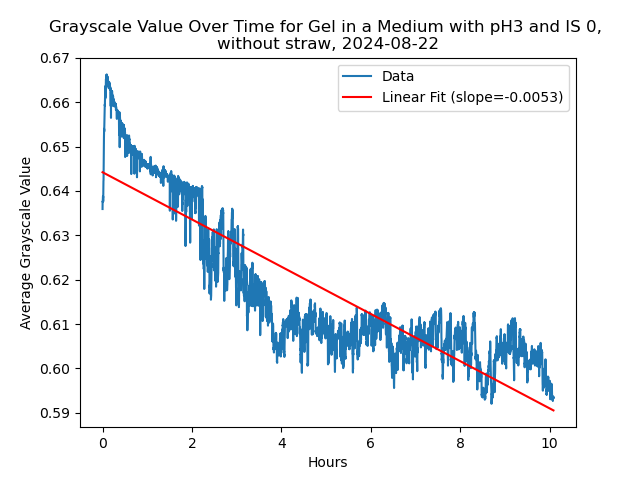 Grayscale Value Over Time for Gel in a Medium with pH3 and IS 0,
without straw, 2024-08-22
Data
Linear Fit (slope=-0.0053)
Average Grayscale Value
0.67
0.66
0.65
0.64
0.63
0.62
0.61
0.60
0.59
0
2
4
6
8
10
Hours